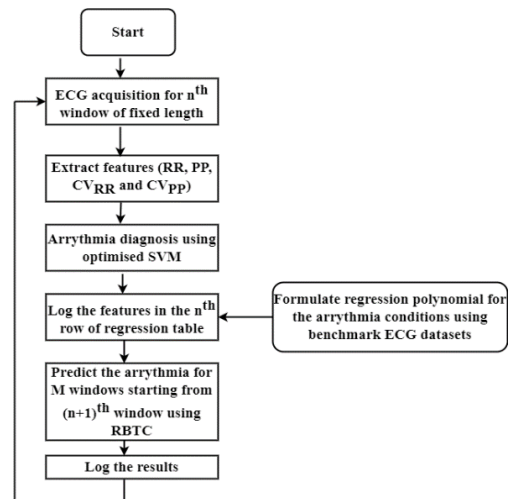 Start
ECG acquisition for nth
window of fixed length
Extract features (RR, PP,
CVRR and CVPP)
Arrythmia diagnosis using
optimised SVM
Log the features in the nth
row of regression table
Formulate regression polynomial for
the arrythmia conditions using
benchmark ECG datasets
Predict the arrythmia for
M windows starting from
(n+1)th window using
RBTC
Log the results